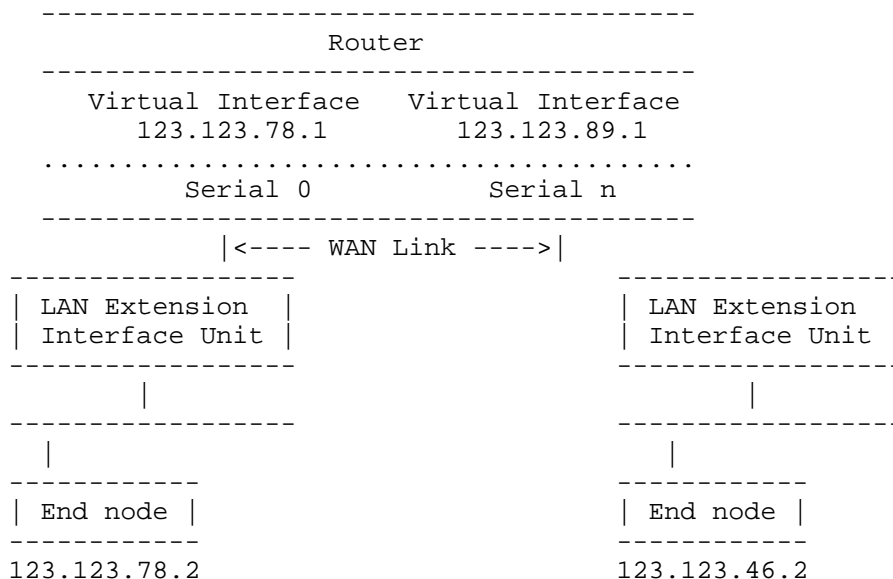 Router
Virtual Interface Virtual Interface
123.123.78.1 123.123.89.1
Serial 0 Serial n
|<---- WAN Link ---->|
LAN Extension LAN Extension
Interface Unit Interface Unit
End node End node
123.123.78.2 123.123.46.2